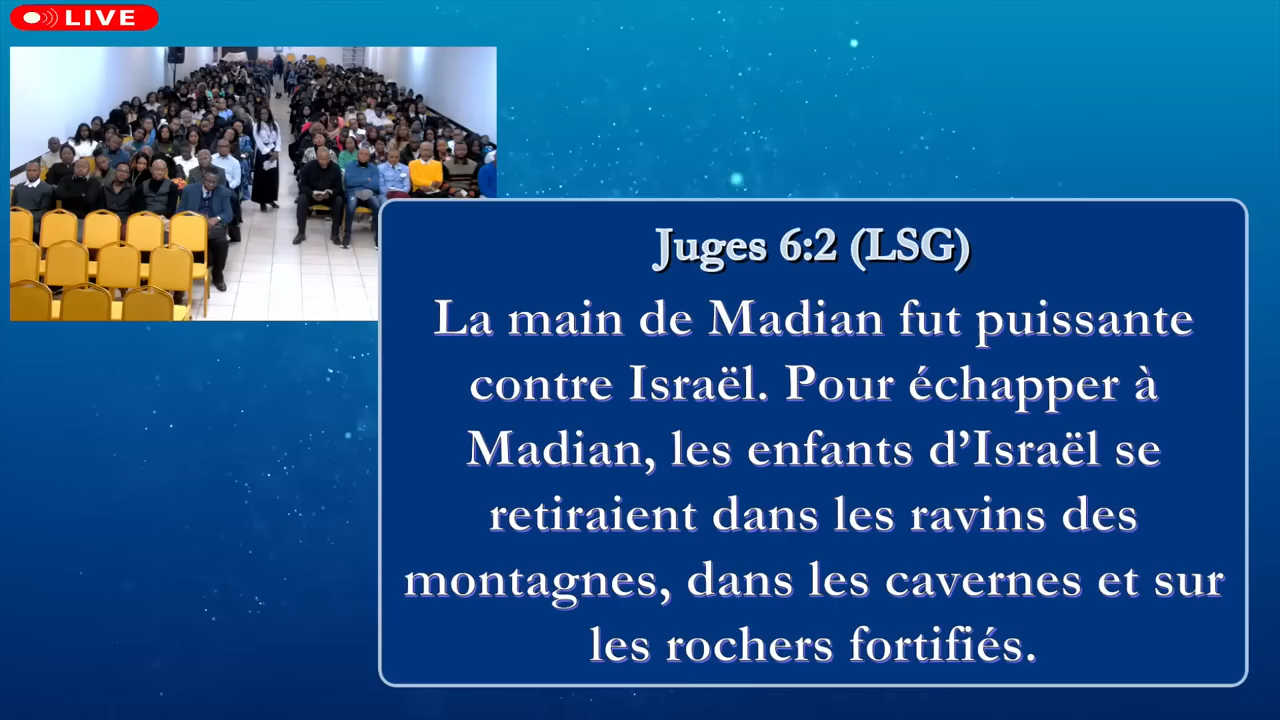 LIVE
Juges 6:2 (LSG)
La main de Madian fut puissante
contre Israël. Pour échapper à
Madian, les enfants d’Israël se
retiraient dans les ravins des
montagnes, dans les cavernes et sur
les rochers fortifiés.